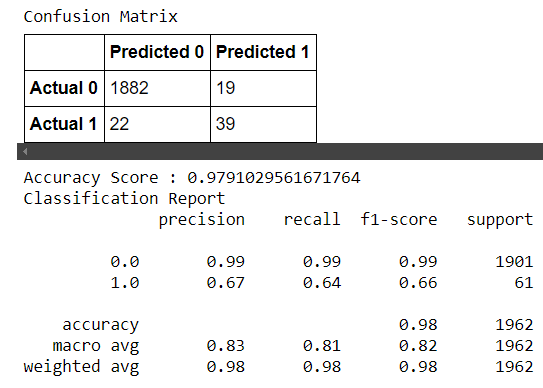 Confusion Matrix
Predicted 0 Predicted 1
Actual 0 1882 19
Actual 1 22 39
Accuracy Score : 0.9791029561671764
Classification Report
precision recall f1-score support
0.0 0.99 0.99 0.99 1901
1.0 0.67 0.64 0.66 61
accuracy 0.98 1962
macro avg 0.83 0.81 0.82 1962
weighted avg 0.98 0.98 0.98 1962